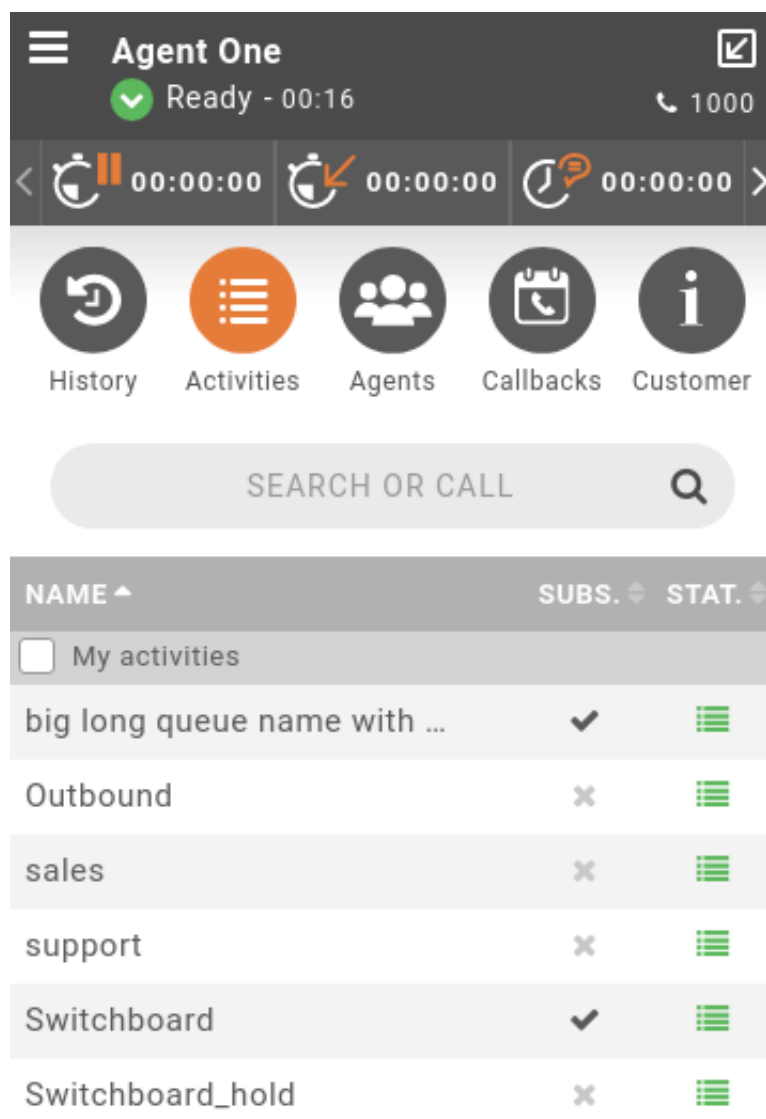 Agent One
Ready - 00:16
1000
00:00:00 00:00:00 00:00:00
History Activities Agents Callbacks Customer
SEARCH OR CALL
NAME SUBS. STAT.
My activities
big long queue name with ...
Outbound
sales
support
Switchboard
Switchboard_hold